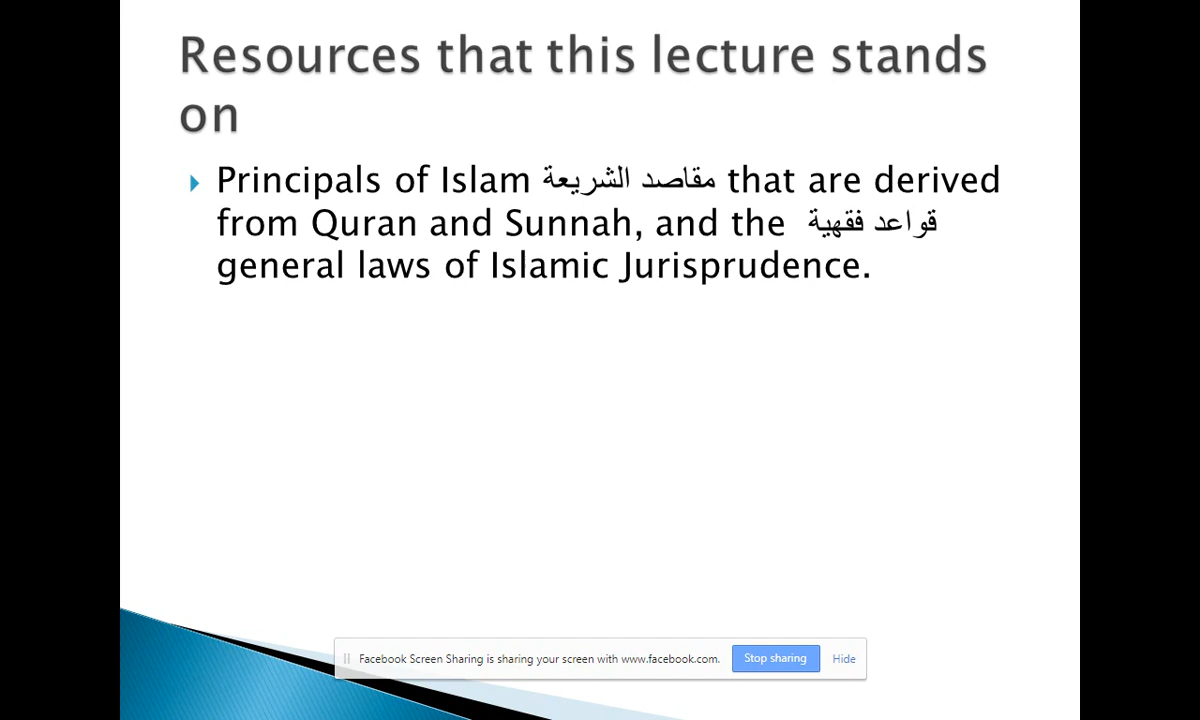 Resources that this lecture stands
on
Principals of Islam مقاصد الشريعة that are derived
from Quran and Sunnah, and the قواعد فقهية
general laws of Islamic Jurisprudence.
Facebook Screen Sharing is sharing your screen with www.facebook.com. Stop sharing Hide